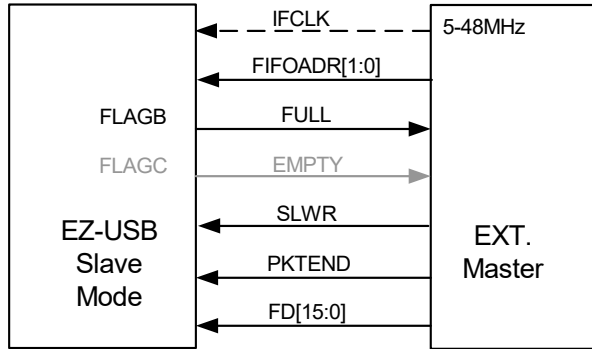 IFCLK
5-48MHz
FIFOADR[1:0]
FLAGB
FULL
FLAGC
EMPTY
SLWR
EZ-USB
Slave
Mode
EXT.
Master
PKTEND
FD[15:0]